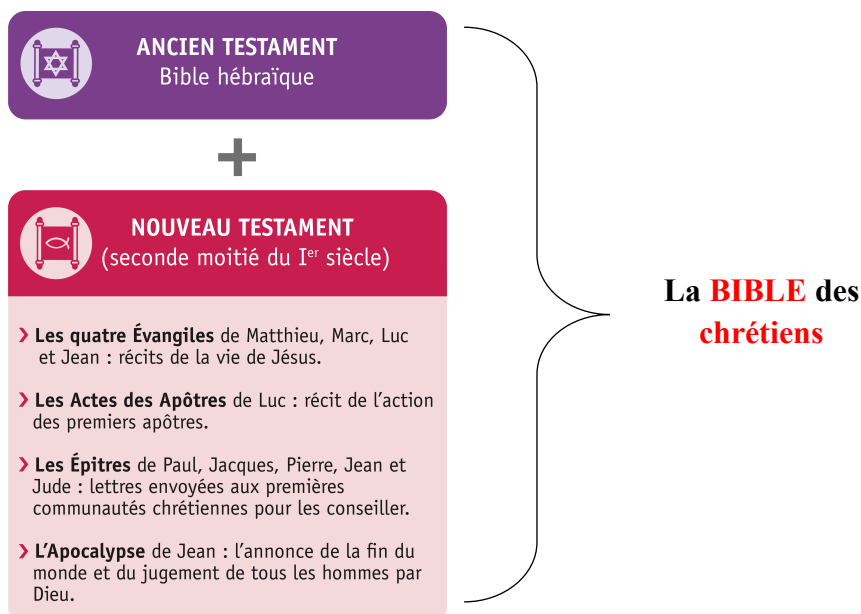 ANCIEN TESTAMENT
Bible hébraïque
+
NOUVEAU TESTAMENT
(seconde moitié du Ier siècle)
❯ Les quatre Évangiles de Matthieu, Marc, Luc
et Jean : récits de la vie de Jésus.
❯ Les Actes des Apôtres de Luc : récit de l’action
des premiers apôtres.
❯ Les Épitres de Paul, Jacques, Pierre, Jean et
Jude : lettres envoyées aux premières
communautés chrétiennes pour les conseiller.
❯ L’Apocalypse de Jean : l’annonce de la fin du
monde et du jugement de tous les hommes par
Dieu.
La BIBLE des
chrétiens